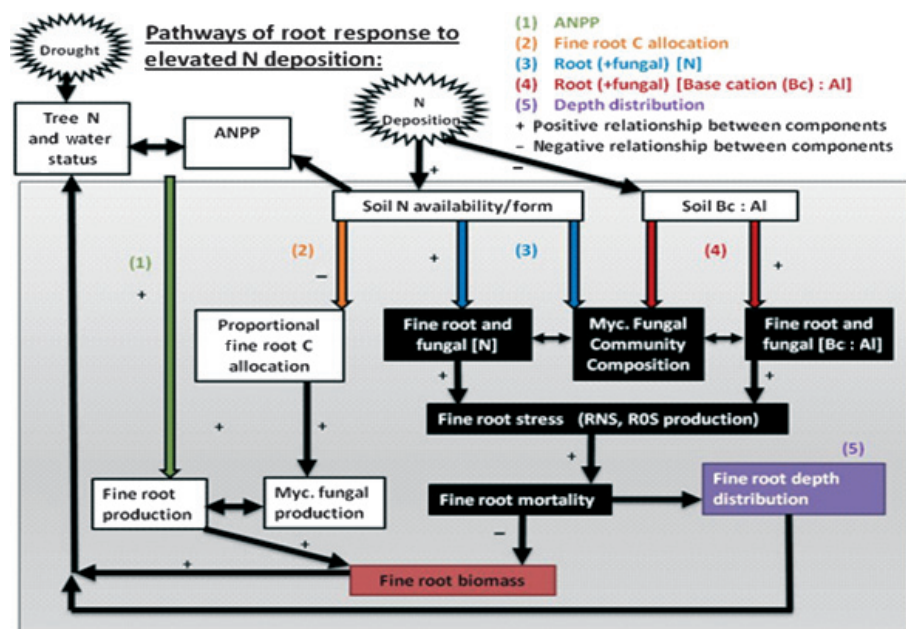 Drought
Pathways of root response to
elevated N deposition:
(1) ANPP
(2) Fine root C allocation
(3) Root (+fungal) [N]
(4) Root (+fungal) [Base cation (Bc) : Al]
(5) Depth distribution
+ Positive relationship between components
– Negative relationship between components
Tree N
and water
status
ANPP
N
Deposition
+
–
Soil N availability/form
Soil Bc : Al
(1)
+
(2)
–
+
(3)
(4)
+
Proportional
fine root C
allocation
Fine root and
fungal [N]
Myc. Fungal
Community
Composition
Fine root and
fungal [Bc : Al]
+
+
+
+
Fine root stress (RNS, R0S production)
+
(5)
Fine root
production
Myc. fungal
production
Fine root mortality
Fine root depth
distribution
+
–
+
Fine root biomass